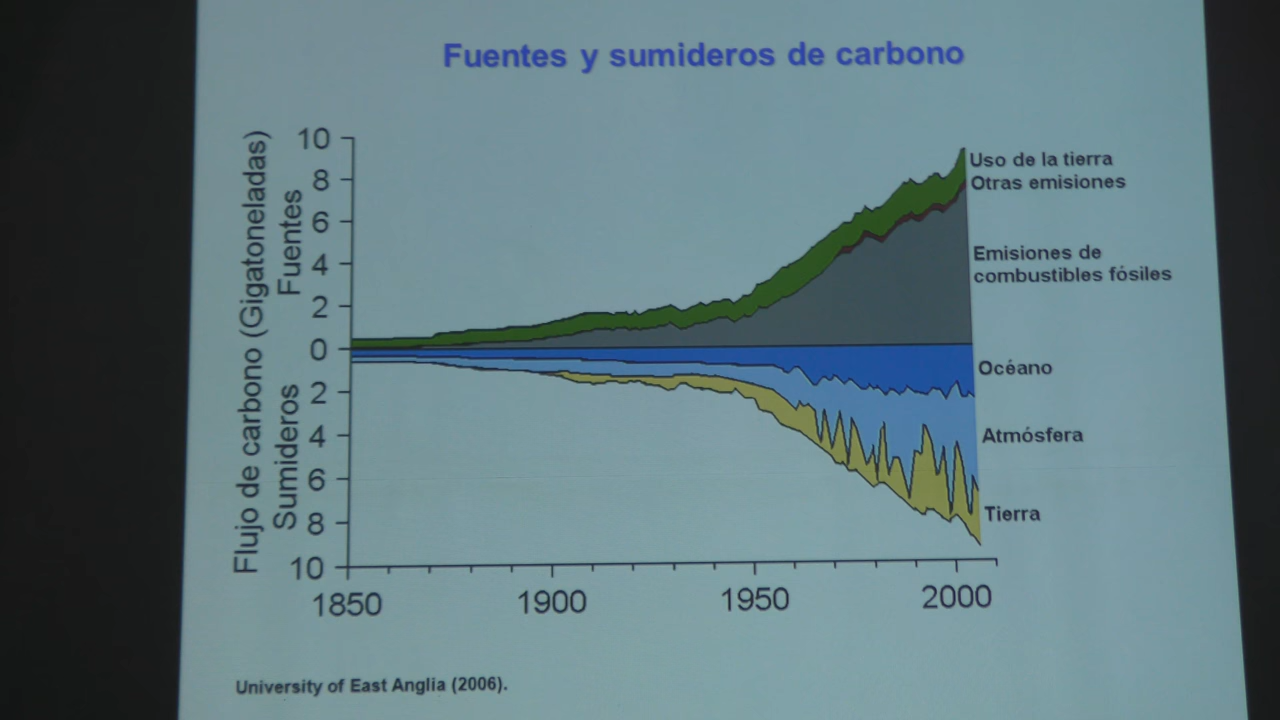 Fuentes y sumideros de carbono
Flujo de carbono (Gigatoneladas)
Fuentes
Sumideros
10
8
6
4
2
0
2
4
6
8
10
1850
1900
1950
2000
Uso de la tierra
Otras emisiones
Emisiones de
combustibles fósiles
Océano
Atmósfera
Tierra
University of East Anglia (2006).